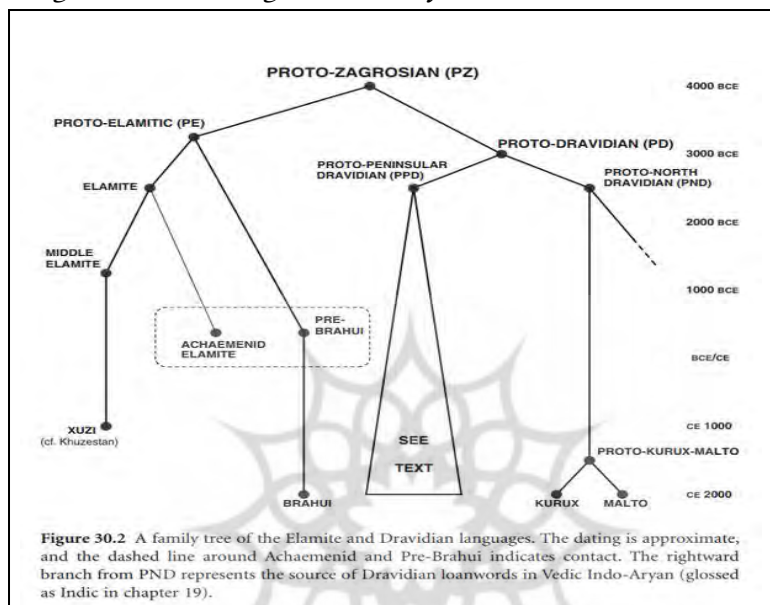 PROTO-ZAGROSIAN (PZ)
4000 BCE
PROTO-ELAMITIC (PE)
PROTO-DRAVIDIAN (PD)
3000 BCE
PROTO-PENINSULAR
DRAVIDIAN (PPD)
PROTO-NORTH
DRAVIDIAN (PND)
ELAMITE
2000 BCE
MIDDLE
ELAMITE
1000 BCE
ACHAEMENID
ELAMITE
PRE-
BRAHUI
BCE/CE
XUZI
(cf. Khuzestan)
CE 1000
SEE
TEXT
PROTO-KURUX-MALTO
BRAHUI
KURUX
MALTO
CE 2000
Figure 30.2 A family tree of the Elamite and Dravidian languages. The dating is approximate,
and the dashed line around Achaemenid and Pre-Brahui indicates contact. The rightward
branch from PND represents the source of Dravidian loanwords in Vedic Indo-Aryan (glossed
as Indic in chapter 19).